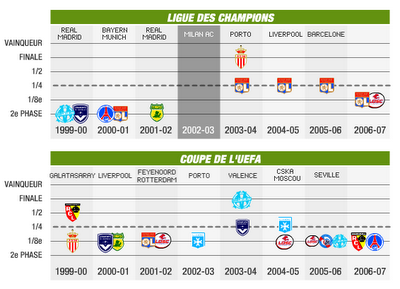 LIGUE DES CHAMPIONS
REAL MADRID BAYERN MUNICH REAL MADRID MILAN AC PORTO LIVERPOOL BARCELONE
VAINQUEUR
FINALE
1/2
1/4
1/8e
2e PHASE
1999-00 2000-01 2001-02 2002-03 2003-04 2004-05 2005-06 2006-07
COUPE DE L'UEFA
GALATASARAY LIVERPOOL FEYENOORD ROTTERDAM PORTO VALENCE CSKA MOSCOU SEVILLE
VAINQUEUR
FINALE
1/2
1/4
1/8e
2e PHASE
1999-00 2000-01 2001-02 2002-03 2003-04 2004-05 2005-06 2006-07